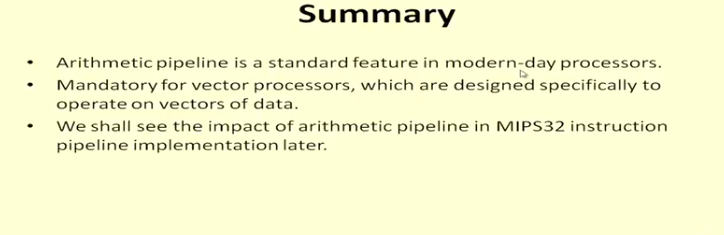 Summary
• Arithmetic pipeline is a standard feature in modern-day processors.
• Mandatory for vector processors, which are designed specifically to
operate on vectors of data.
• We shall see the impact of arithmetic pipeline in MIPS32 instruction
pipeline implementation later.